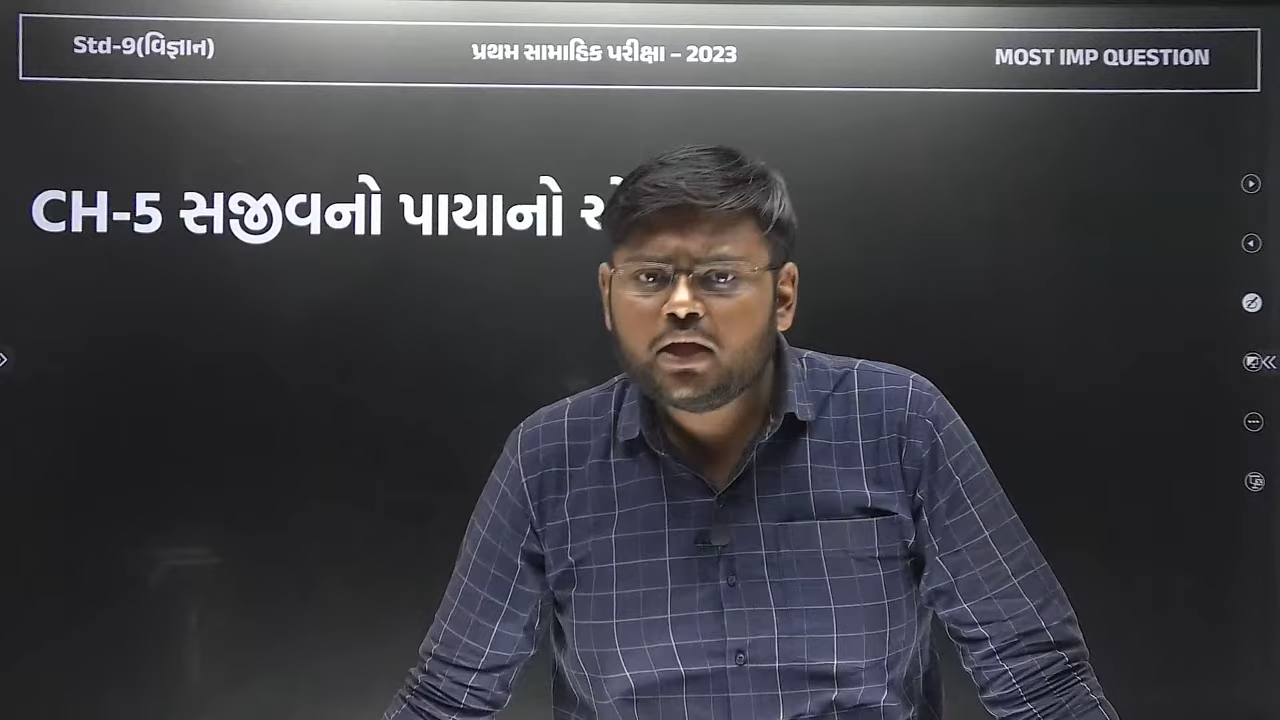 Std-9(વિજ્ઞાન)
પ્રથમ સામાહિક પરીક્ષા – 2023
MOST IMP QUESTION
CH-5 સજીવનો પાયાનો